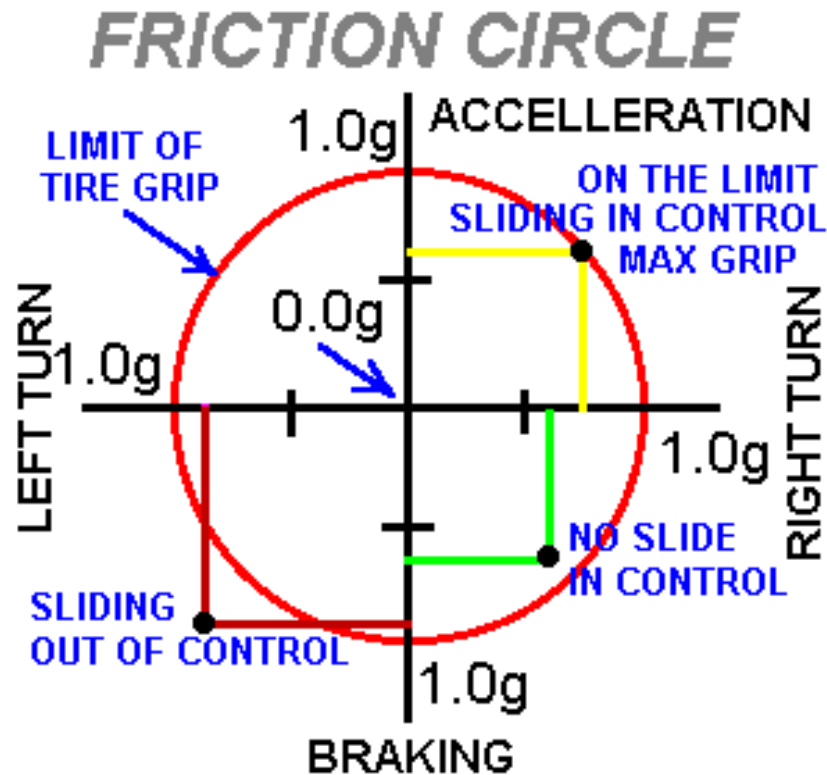 FRICTION CIRCLE
1.0g
ACCELLERATION
LIMIT OF
TIRE GRIP
ON THE LIMIT
SLIDING IN CONTROL
MAX GRIP
0.0g
LEFT TURN
1.0g
RIGHT TURN
1.0g
NO SLIDE
IN CONTROL
SLIDING
OUT OF CONTROL
1.0g
BRAKING